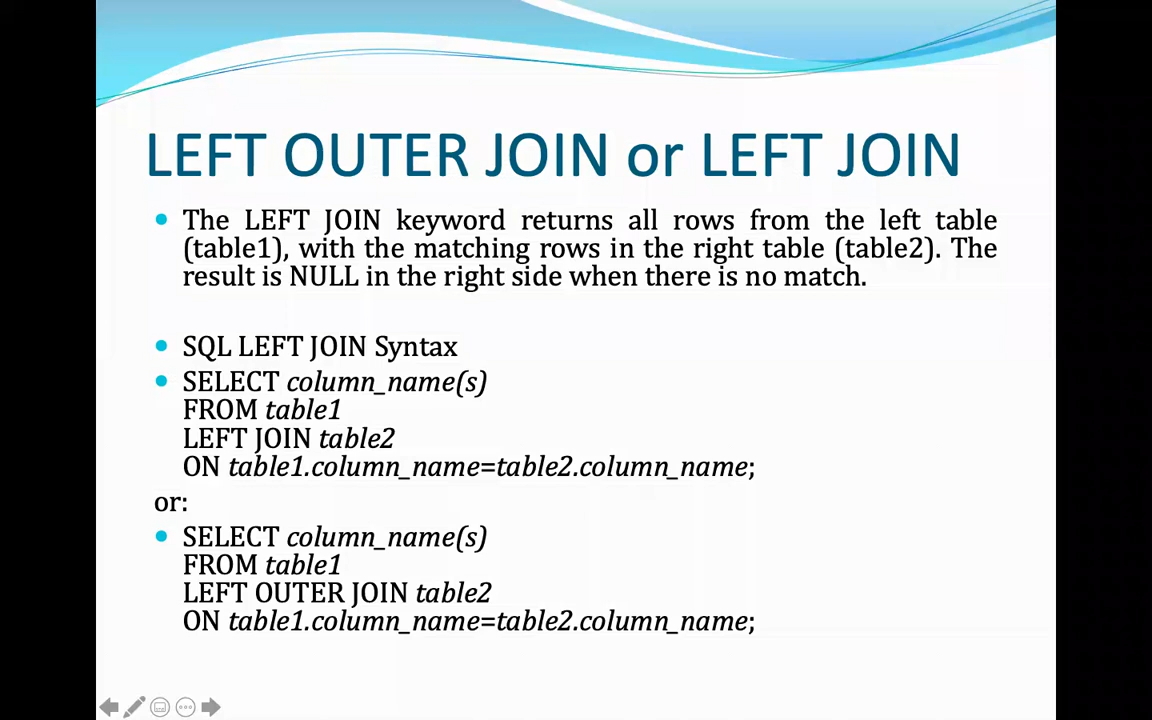 LEFT OUTER JOIN or LEFT JOIN
The LEFT JOIN keyword returns all rows from the left table
(table1), with the matching rows in the right table (table2). The
result is NULL in the right side when there is no match.
SQL LEFT JOIN Syntax
SELECT column_name(s)
FROM table1
LEFT JOIN table2
ON table1.column_name=table2.column_name;
or:
SELECT column_name(s)
FROM table1
LEFT OUTER JOIN table2
ON table1.column_name=table2.column_name;